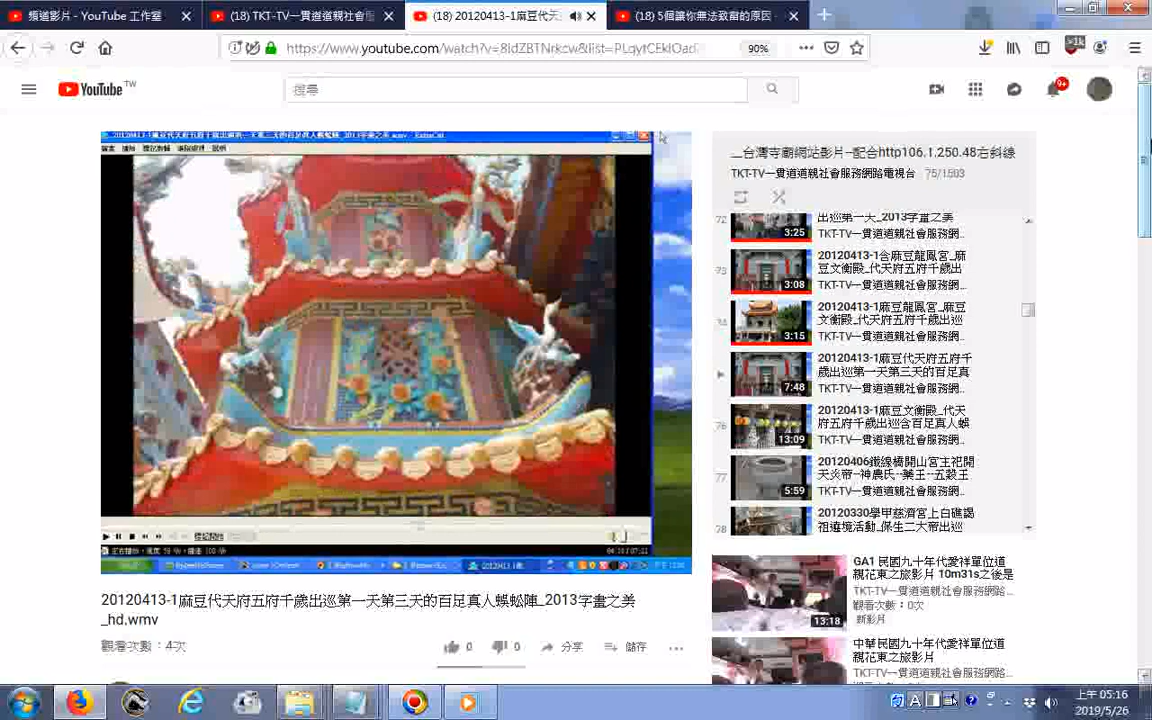 頻道影片 - YouTube 工作室
(18) TKT-TV一貫道道親社會服
(18) 20120413-1麻豆代天
(18) 5個讓你無法致富的原因
90%
YouTube TW
搜尋
9+
__台灣寺廟網站影片--配合http106.1.250.48右斜線
TKT-TV一貫道道親社會服務網路電視台 75/1503
72
出巡第一天_2013字畫之美
3:25
TKT-TV一貫道道親社會服務網...
73
20120413-1含麻豆龍鳳宮_麻
豆文衡殿_代天府五府千歲出
3:08
TKT-TV一貫道道親社會服務網...
74
20120413-1麻豆龍鳳宮_麻豆
文衡殿_代天府五府千歲出巡
3:15
TKT-TV一貫道道親社會服務網...
20120413-1麻豆代天府五府千
歲出巡第一天第三天的百足真
7:48
TKT-TV一貫道道親社會服務網...
76
20120413-1麻豆文衡殿_代天
府五府千歲出巡含百足真人蜈
13:09
TKT-TV一貫道道親社會服務網...
77
20120406鐵線橋開山宮主祀開
天炎帝--神農氏--藥王--五穀王
5:59
TKT-TV一貫道道親社會服務網...
78
20120330學甲慈濟宮上白礁謁
祖遶境活動_保生二大帝出巡
20120413-1麻豆代天府五府千歲出巡第一天第三天的百足真人蜈蚣陣_2013字畫之美
_hd.wmv
觀看次數：4次
0
0
分享
儲存
GA1 民國九十年代愛祥單位道
親花東之旅影片 10m31s之後是
TKT-TV一貫道道親社會服務網路...
觀看次數：0次
新影片
13:18
中華民國九十年代愛祥單位道
親花東之旅影片
TKT-TV一貫道道親社會服務網路...
上午 05:16
2019/5/26